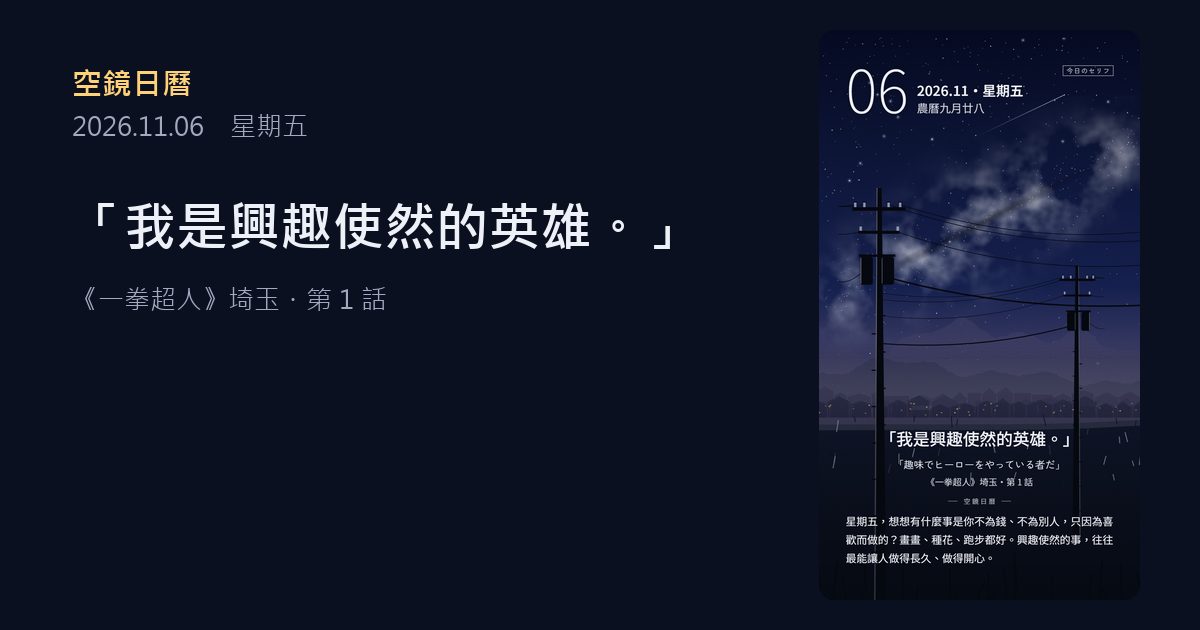 空鏡日曆
2026.11.06 星期五
「我是興趣使然的英雄。」
《一拳超人》埼玉・第 1 話
06
2026.11・星期五
農曆九月廿八
今日のセリフ
「我是興趣使然的英雄。」
「趣味でヒーローをやっている者だ」
《一拳超人》埼玉・第 1 話
— 空鏡日曆 —
星期五，想想有什麼事是你不為錢、不為別人，只因為喜
歡而做的？畫畫、種花、跑步都好。興趣使然的事，往往
最能讓人做得長久、做得開心。